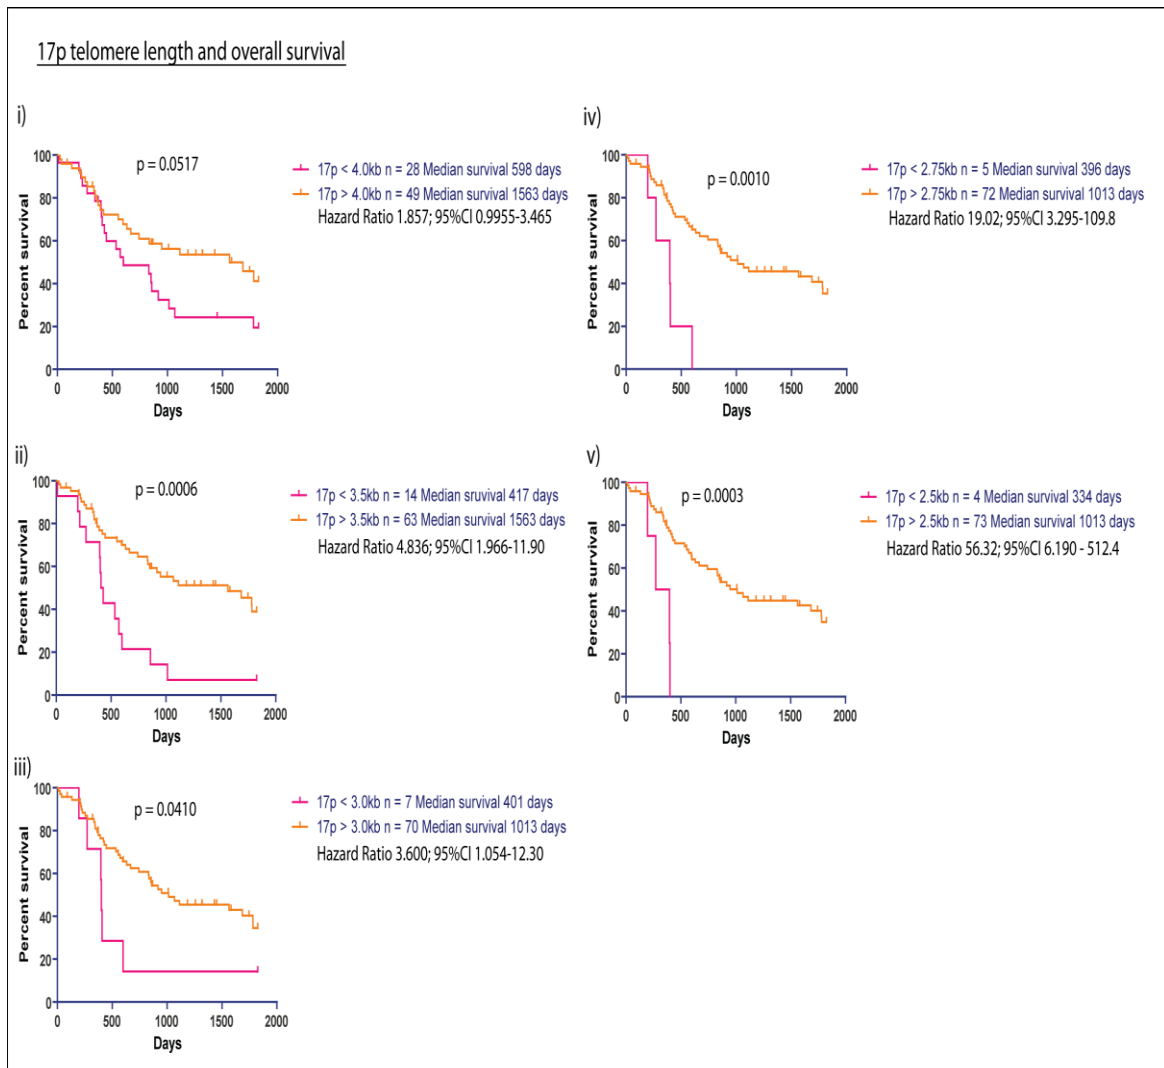 17p telomere length and overall survival
i)
p = 0.0517
Percent survival
100
80
60
40
20
0
0 500 1000 1500 2000
Days
17p < 4.0kb n = 28 Median survival 598 days
17p > 4.0kb n = 49 Median survival 1563 days
Hazard Ratio 1.857; 95%CI 0.9955-3.465
ii)
p = 0.0006
Percent survival
100
80
60
40
20
0
0 500 1000 1500 2000
Days
17p < 3.5kb n = 14 Median sruvival 417 days
17p > 3.5kb n = 63 Median survival 1563 days
Hazard Ratio 4.836; 95%CI 1.966-11.90
iii)
p = 0.0410
Percent survival
100
80
60
40
20
0
0 500 1000 1500 2000
Days
17p < 3.0kb n = 7 Median survival 401 days
17p > 3.0kb n = 70 Median survival 1013 days
Hazard Ratio 3.600; 95%CI 1.054-12.30
iv)
p = 0.0010
Percent survival
100
80
60
40
20
0
0 500 1000 1500 2000
Days
17p < 2.75kb n = 5 Median survival 396 days
17p > 2.75kb n = 72 Median survival 1013 days
Hazard Ratio 19.02; 95%CI 3.295-109.8
v)
p = 0.0003
Percent survival
100
80
60
40
20
0
0 500 1000 1500 2000
Days
17p < 2.5kb n = 4 Median survival 334 days
17p > 2.5kb n = 73 Median survival 1013 days
Hazard Ratio 56.32; 95%CI 6.190 - 512.4